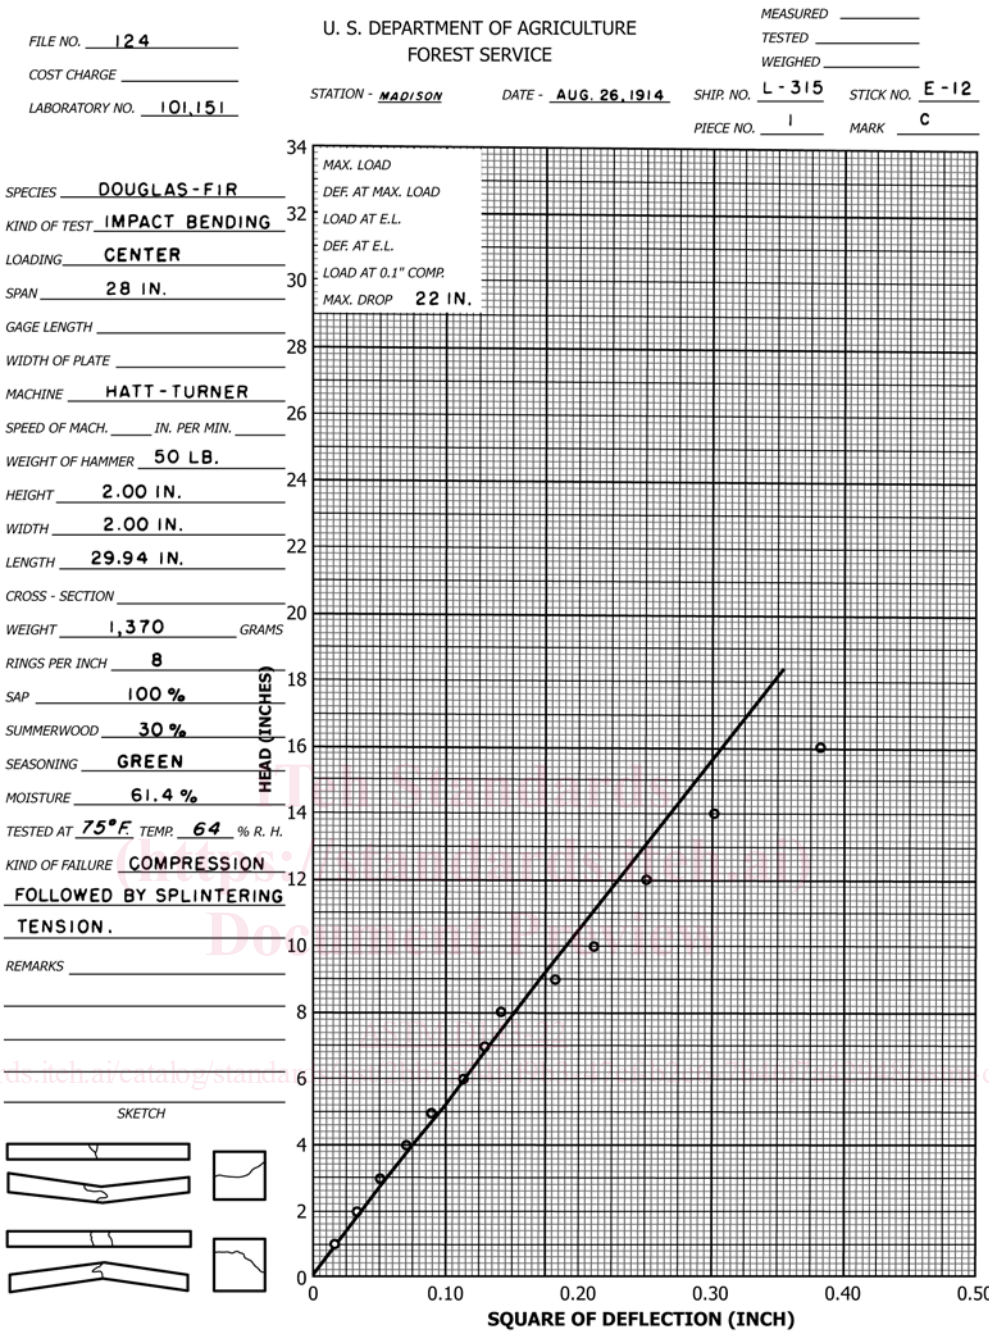 U. S. DEPARTMENT OF AGRICULTURE
FOREST SERVICE
FILE NO. 124
COST CHARGE
LABORATORY NO. 101,151
STATION - MADISON DATE - AUG. 26, 1914
MEASURED
TESTED
WEIGHED
SHIP. NO. L-315 STICK NO. E-12
PIECE NO. 1 MARK C
SPECIES DOUGLAS-FIR
KIND OF TEST IMPACT BENDING
LOADING CENTER
SPAN 28 IN.
GAGE LENGTH
WIDTH OF PLATE
MACHINE HATT-TURNER
SPEED OF MACH. IN. PER MIN.
WEIGHT OF HAMMER 50 LB.
HEIGHT 2.00 IN.
WIDTH 2.00 IN.
LENGTH 29.94 IN.
CROSS - SECTION
WEIGHT 1,370 GRAMS
RINGS PER INCH 8
SAP 100 %
SUMMERWOOD 30 %
SEASONING GREEN
MOISTURE 61.4 %
TESTED AT 75°F. TEMP. 64 % R. H.
KIND OF FAILURE COMPRESSION
FOLLOWED BY SPLINTERING
TENSION.
REMARKS
SKETCH
MAX. LOAD
DEF. AT MAX. LOAD
LOAD AT E.L.
DEF. AT E.L.
LOAD AT 0.1" COMP.
MAX. DROP 22 IN.
HEAD (INCHES)
34
32
30
28
26
24
22
20
18
16
14
12
10
8
6
4
2
0
0 0.10 0.20 0.30 0.40 0.50
SQUARE OF DEFLECTION (INCH)
iTeh Standards
(https://standards.iteh.ai)
Document Preview